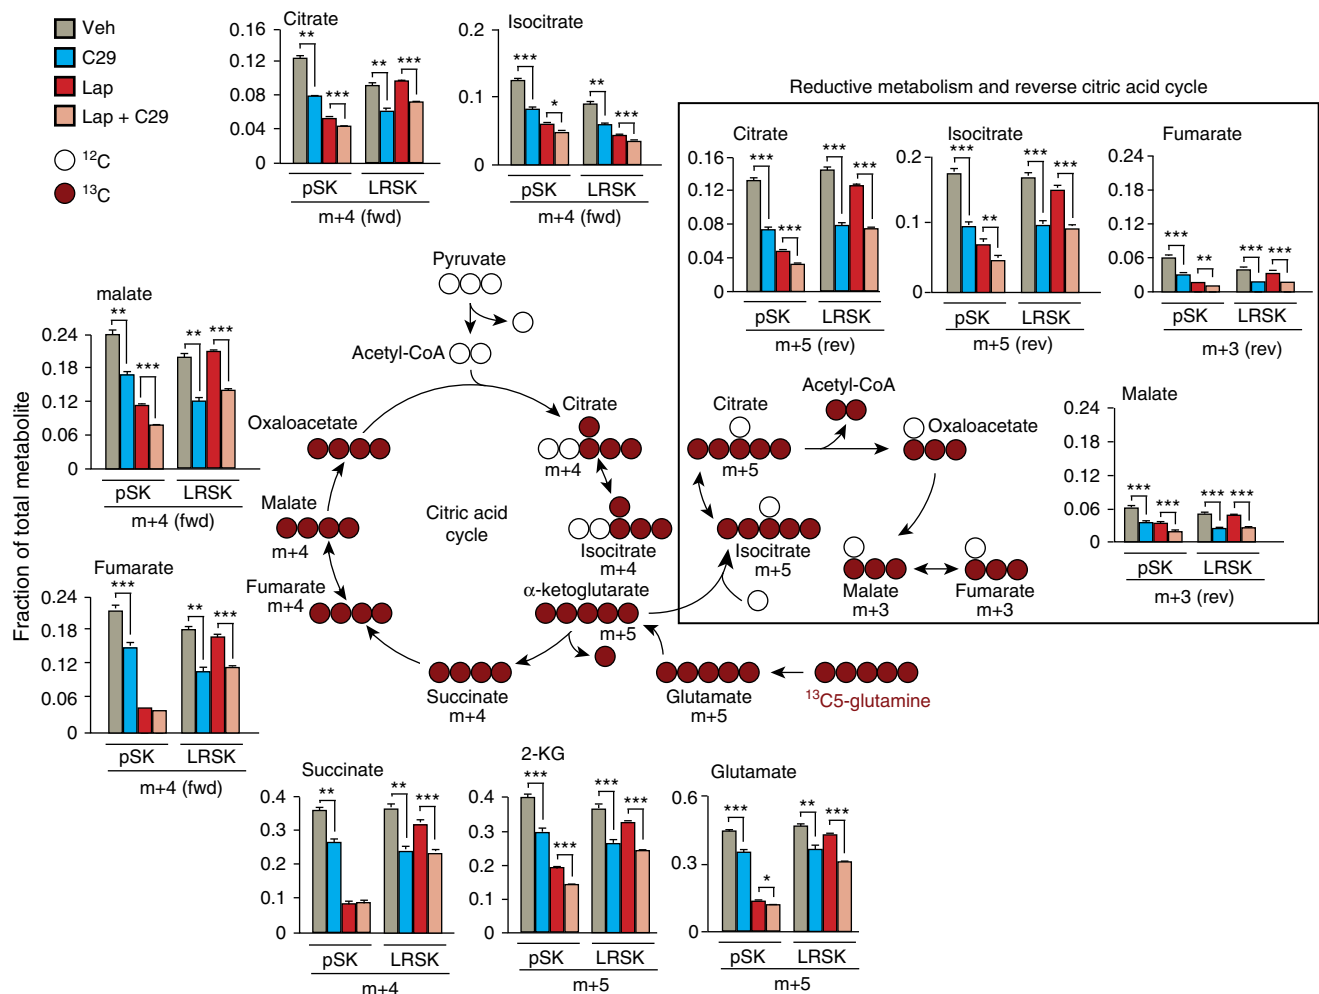 Veh
C29
Lap
Lap + C29
12C
13C
Citrate
0.16
0.12
0.08
0.04
0
** *** ** ***
pSK LRSK
m+4 (fwd)
Isocitrate
0.2
0.1
0
*** * ** ***
pSK LRSK
m+4 (fwd)
Reductive metabolism and reverse citric acid cycle
Citrate
0.16
0.12
0.08
0.04
0
*** *** *** ***
pSK LRSK
m+5 (rev)
Isocitrate
0.2
0.1
0
*** ** *** ***
pSK LRSK
m+5 (rev)
Fumarate
0.24
0.18
0.12
0.06
0
*** ** *** ***
pSK LRSK
m+3 (rev)
Malate
0.24
0.18
0.12
0.06
0
*** *** *** ***
pSK LRSK
m+3 (rev)
Fraction of total metabolite
malate
0.24
0.18
0.12
0.06
0
** *** ** ***
pSK LRSK
m+4 (fwd)
Fumarate
0.24
0.18
0.12
0.06
0
*** ** ***
pSK LRSK
m+4 (fwd)
Pyruvate
Acetyl-CoA
Oxaloacetate
Citrate
m+4
Malate
m+4
Citric acid
cycle
Isocitrate
m+4
Fumarate
m+4
α-ketoglutarate
m+5
Succinate
m+4
Glutamate
m+5
13C5-glutamine
Citrate
m+5
Acetyl-CoA
Oxaloacetate
Isocitrate
m+5
Malate
m+3
Fumarate
m+3
Succinate
0.4
0.3
0.2
0.1
0
** ** ***
pSK LRSK
m+4
2-KG
0.4
0.3
0.2
0.1
0
*** *** *** ***
pSK LRSK
m+5
Glutamate
0.6
0.3
0
*** * ** ***
pSK LRSK
m+5